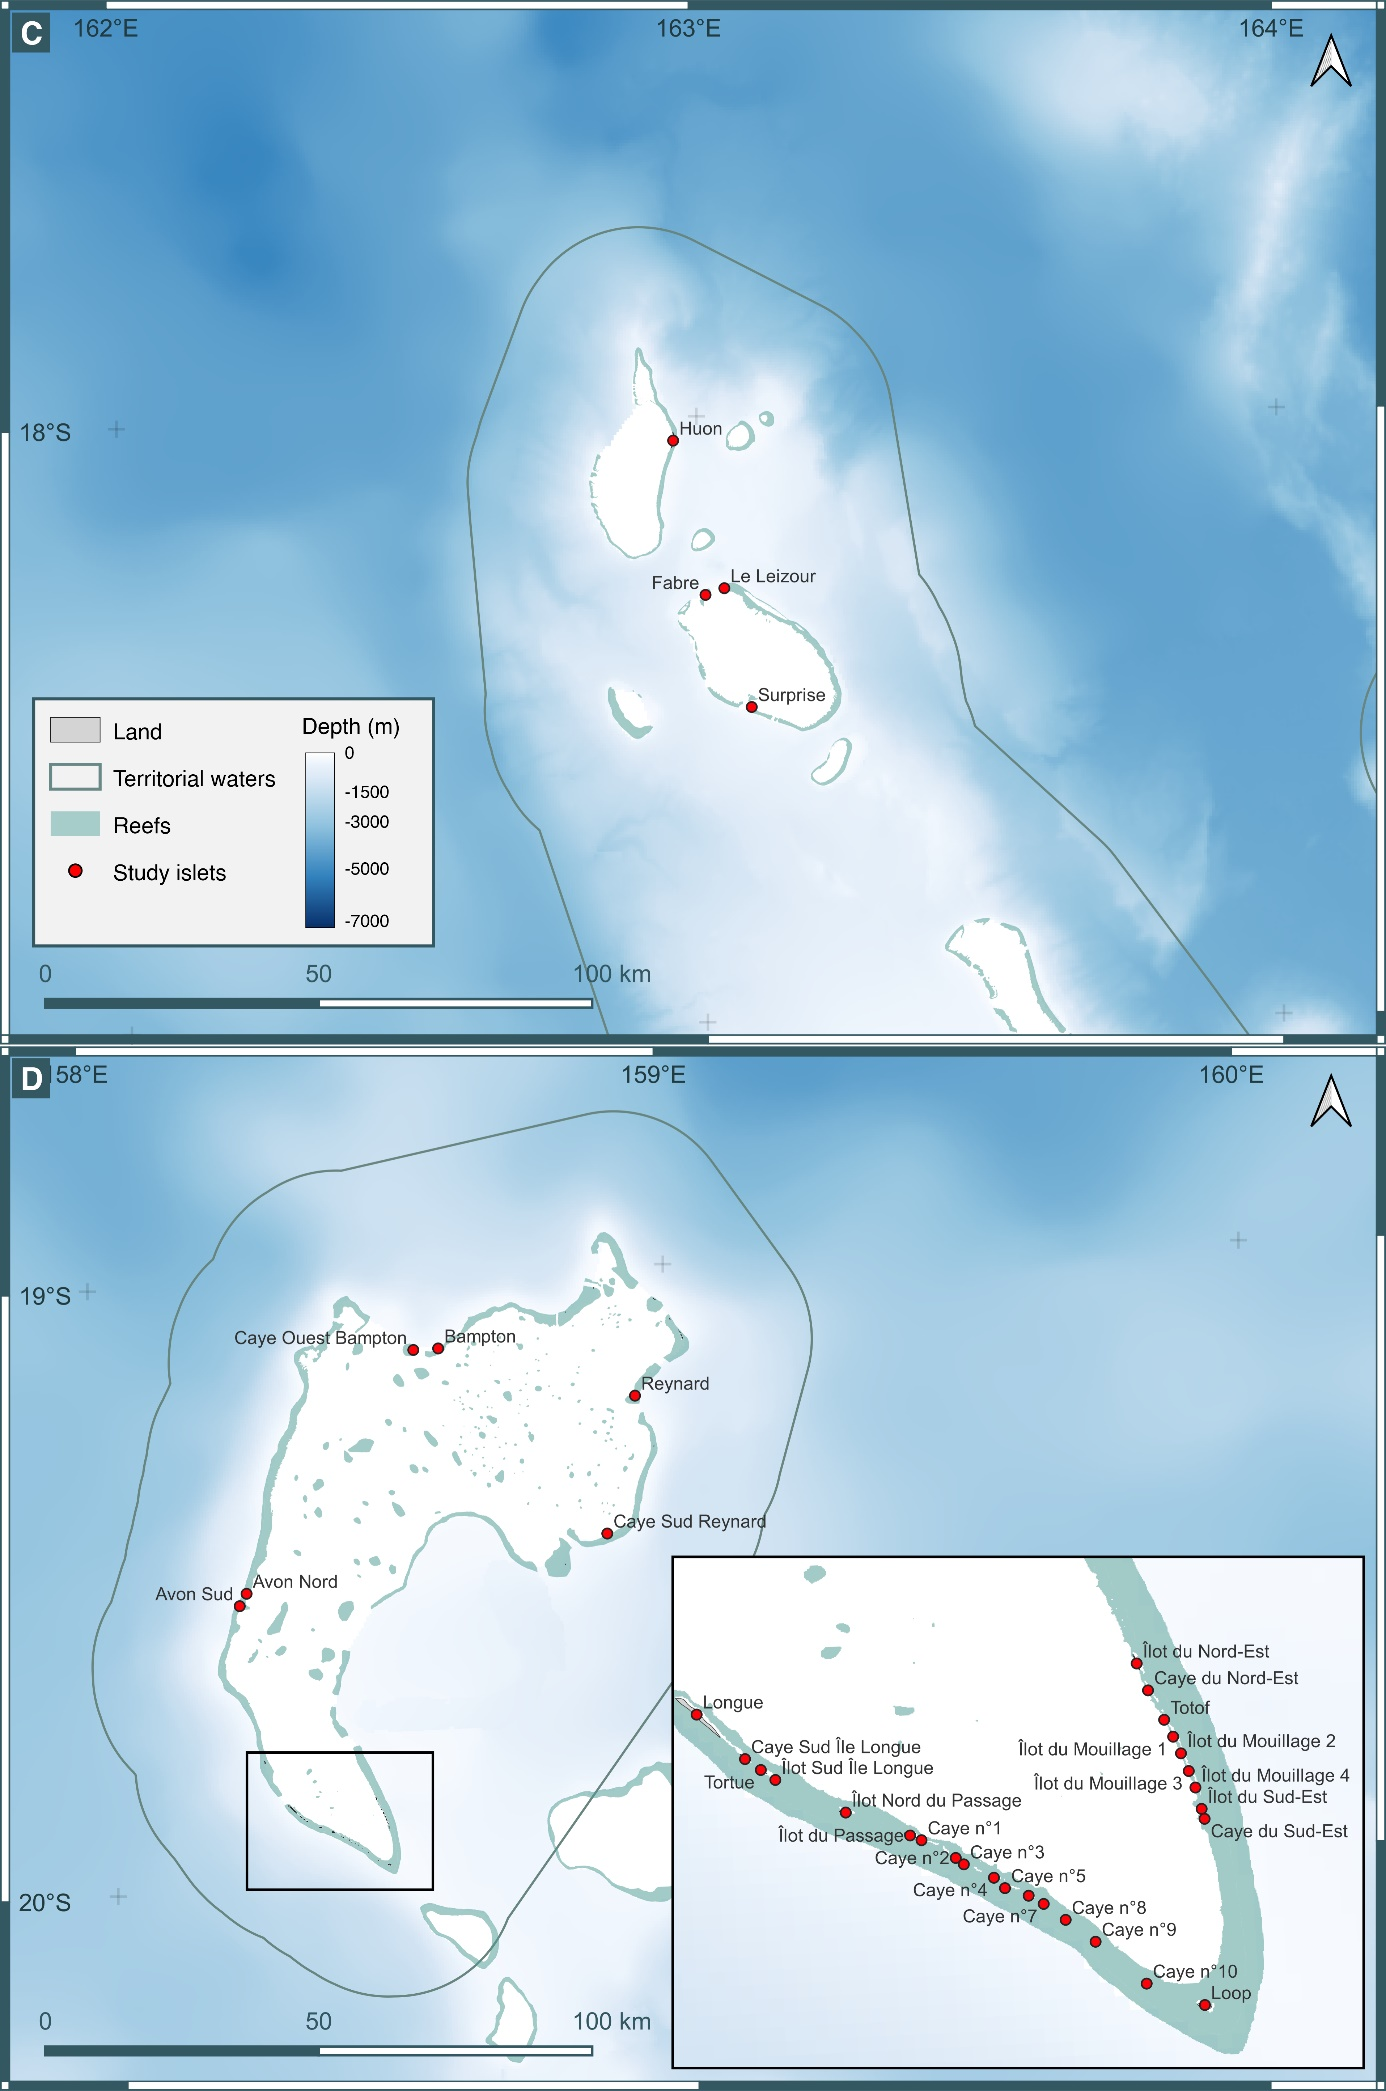 C
162°E
163°E
164°E
18°S
Huon
Fabre
Le Leizour
Surprise
Land
Territorial waters
Reefs
Study islets
Depth (m)
0
-1500
-3000
-5000
-7000
0
50
100 km
D
158°E
159°E
160°E
19°S
Caye Ouest Bampton
Bampton
Reynard
Caye Sud Reynard
Avon Nord
Avon Sud
20°S
Îlot du Nord-Est
Caye du Nord-Est
Longue
Totof
Îlot du Mouillage 2
Îlot du Mouillage 1
Caye Sud Île Longue
Îlot Sud Île Longue
Tortue
Îlot du Mouillage 4
Îlot du Mouillage 3
Îlot du Sud-Est
Îlot Nord du Passage
Caye du Sud-Est
Caye n°1
Îlot du Passage
Caye n°3
Caye n°2
Caye n°5
Caye n°4
Caye n°8
Caye n°7
Caye n°9
Caye n°10
Loop
0
50
100 km